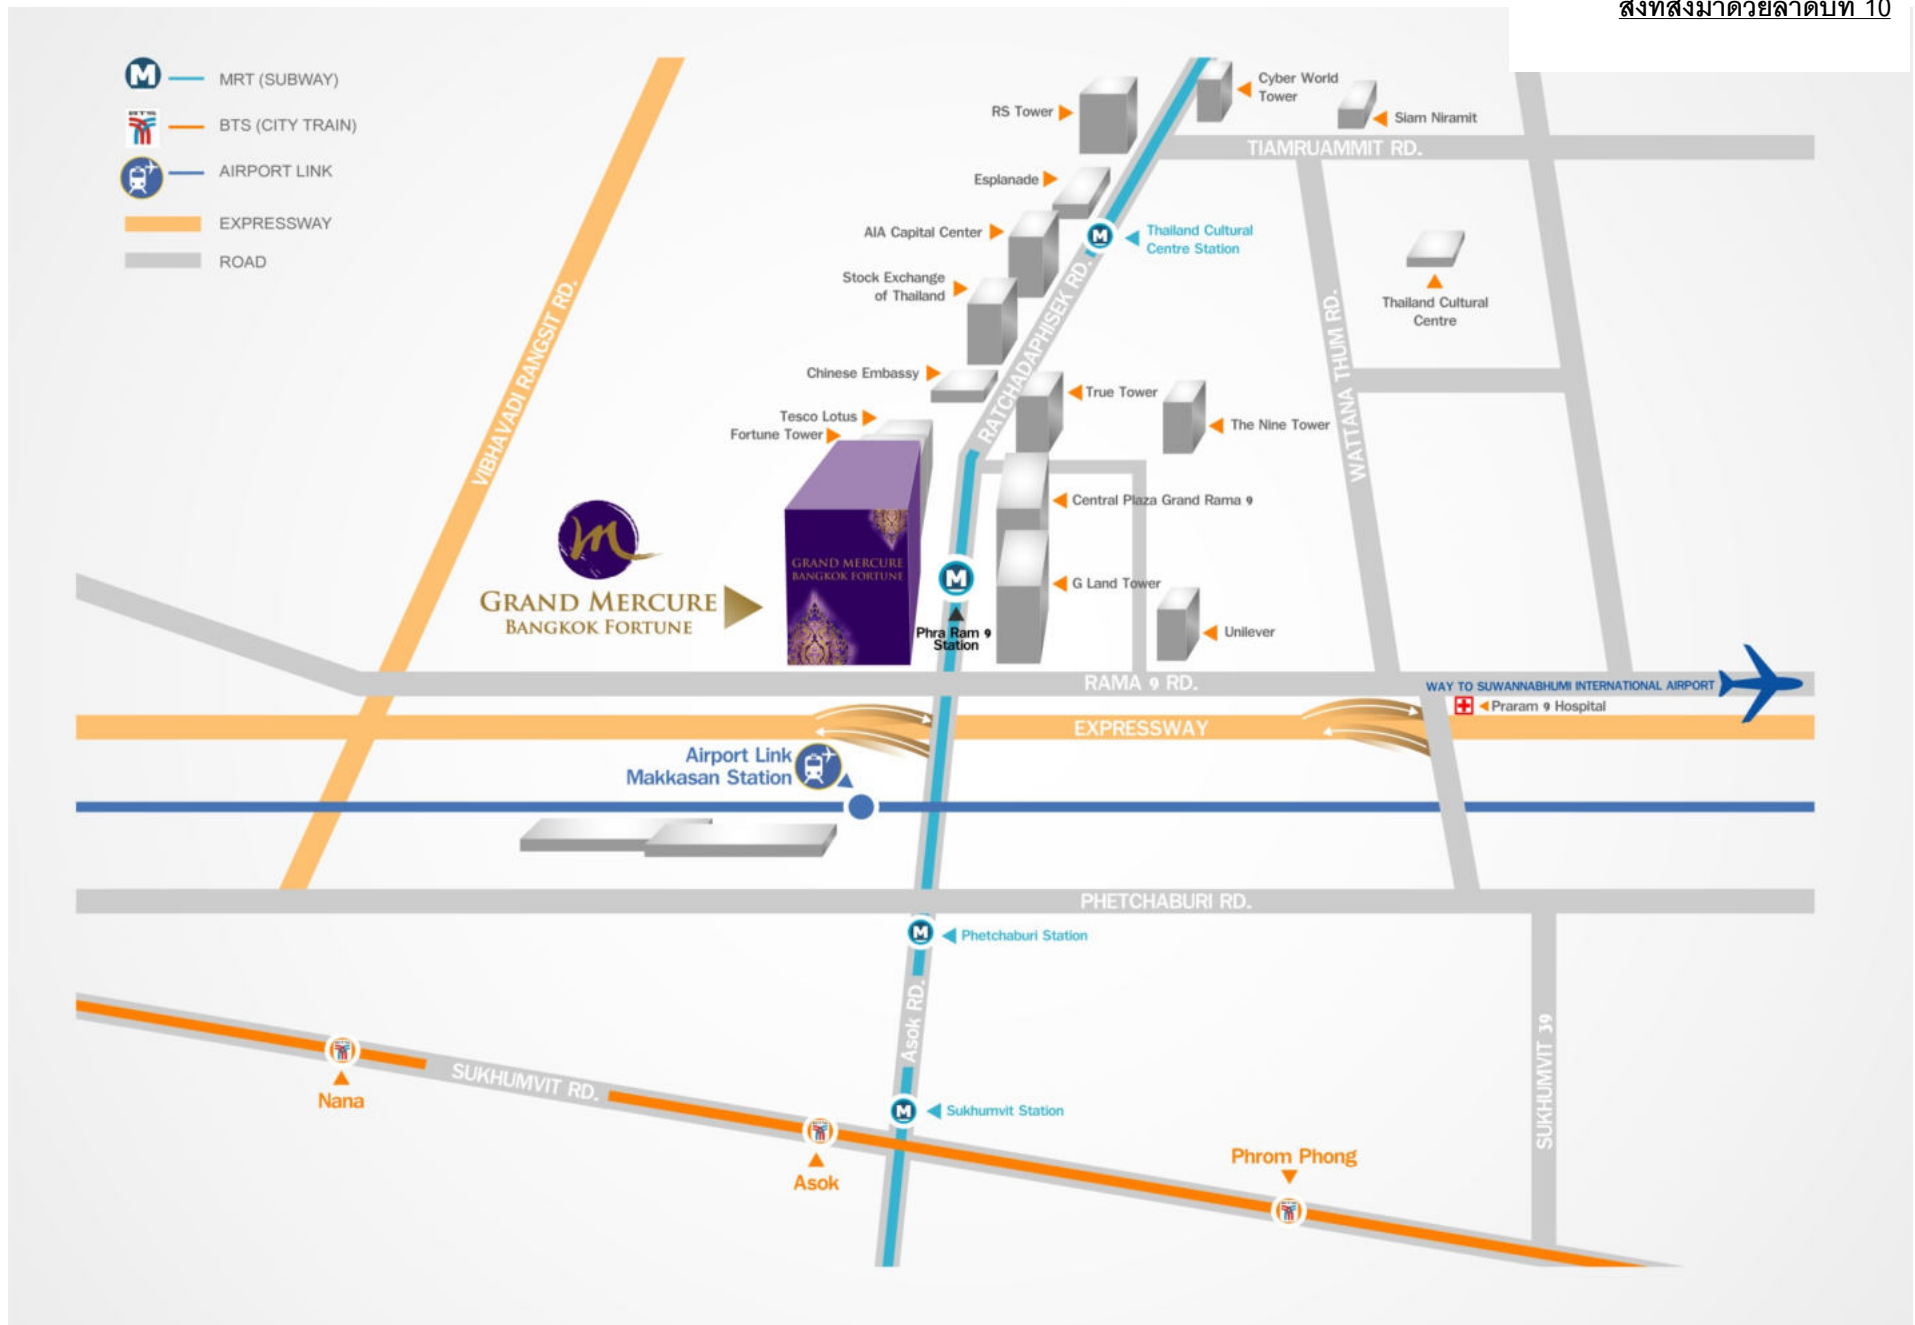 สิ่งที่ส่งมาด้วยลำดับที่ 10
MRT (SUBWAY)
BTS (CITY TRAIN)
AIRPORT LINK
EXPRESSWAY
ROAD
Cyber World
Tower
RS Tower
Siam Niramit
TIAMRUAMMIT RD.
Esplanade
AIA Capital Center
Thailand Cultural
Centre Station
Stock Exchange
of Thailand
Thailand Cultural
Centre
VIBHAVADI RANGSIT RD.
RATCHADAPHISEK RD.
WATTANA THUM RD.
Chinese Embassy
True Tower
Tesco Lotus
Fortune Tower
The Nine Tower
Central Plaza Grand Rama 9
GRAND MERCURE
BANGKOK FORTUNE
GRAND MERCURE
BANGKOK FORTUNE
G Land Tower
Phra Ram 9
Station
Unilever
RAMA 9 RD.
WAY TO SUWANNABHUMI INTERNATIONAL AIRPORT
Praram 9 Hospital
EXPRESSWAY
Airport Link
Makkasan Station
PHETCHABURI RD.
Phetchaburi Station
Asok RD.
SUKHUMVIT 39
SUKHUMVIT RD.
Nana
Sukhumvit Station
Asok
Phrom Phong